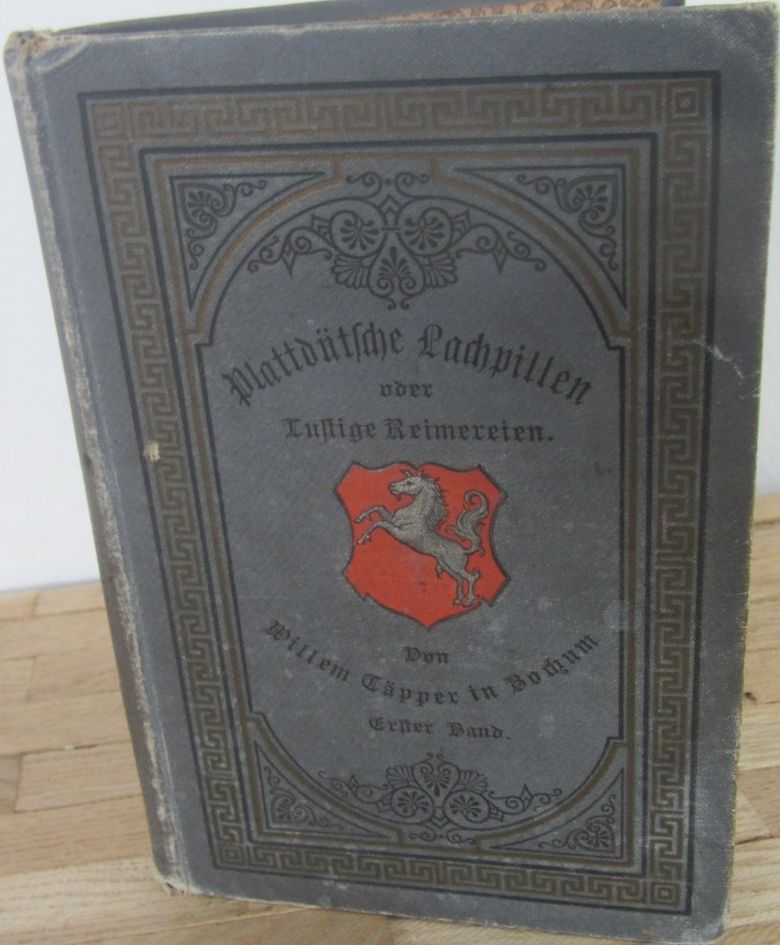 Plattdütsche Lachpillen
oder
Lustige Reimereien.
Von
Willem Täpper in Bochum
Erster Band.